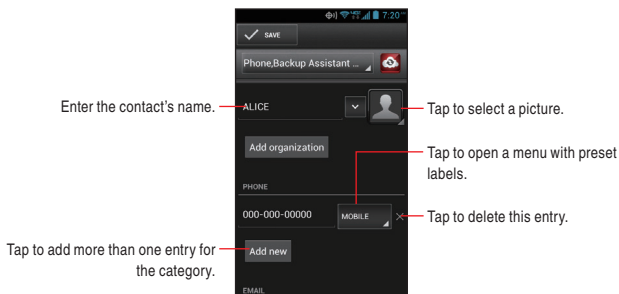 7:20
SAVE
Phone,Backup Assistant ...
Enter the contact's name.
ALICE
Tap to select a picture.
Add organization
Tap to open a menu with preset
labels.
PHONE
000-000-00000
MOBILE
Tap to delete this entry.
Tap to add more than one entry for
the category.
Add new
EMAIL